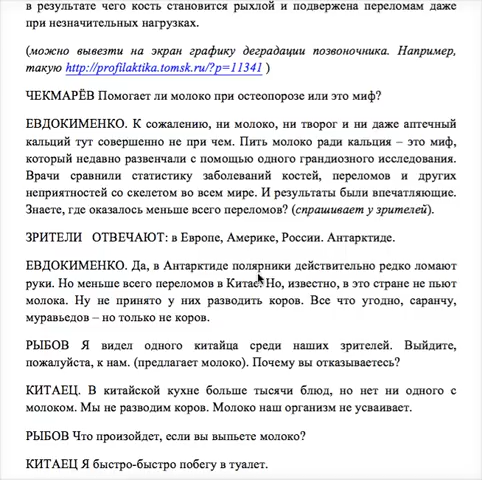 в результате чего кость становится рыхлой и подвержена переломам даже
при незначительных нагрузках.
(можно вывезти на экран графику деградации позвоночника. Например,
такую http://profilaktika.tomsk.ru/?p=11341 )
ЧЕКМАРЁВ Помогает ли молоко при остеопорозе или это миф?
ЕВДОКИМЕНКО. К сожалению, ни молоко, ни творог и ни даже аптечный
кальций тут совершенно не при чем. Пить молоко ради кальция – это миф,
который недавно развенчали с помощью одного грандиозного исследования.
Врачи сравнили статистику заболеваний костей, переломов и других
неприятностей со скелетом во всем мире. И результаты были впечатляющие.
Знаете, где оказалось меньше всего переломов? (спрашивает у зрителей).
ЗРИТЕЛИ ОТВЕЧАЮТ: в Европе, Америке, России. Антарктиде.
ЕВДОКИМЕНКО. Да, в Антарктиде полярники действительно редко ломают
руки. Но меньше всего переломов в Китае. Но, известно, в это стране не пьют
молока. Ну не принято у них разводить коров. Все что угодно, саранчу,
муравьедов – но только не коров.
РЫБОВ Я видел одного китайца среди наших зрителей. Выйдите,
пожалуйста, к нам. (предлагает молоко). Почему вы отказываетесь?
КИТАЕЦ. В китайской кухне больше тысячи блюд, но нет ни одного с
молоком. Мы не разводим коров. Молоко наш организм не усваивает.
РЫБОВ Что произойдет, если вы выпьете молоко?
КИТАЕЦ Я быстро-быстро побегу в туалет.